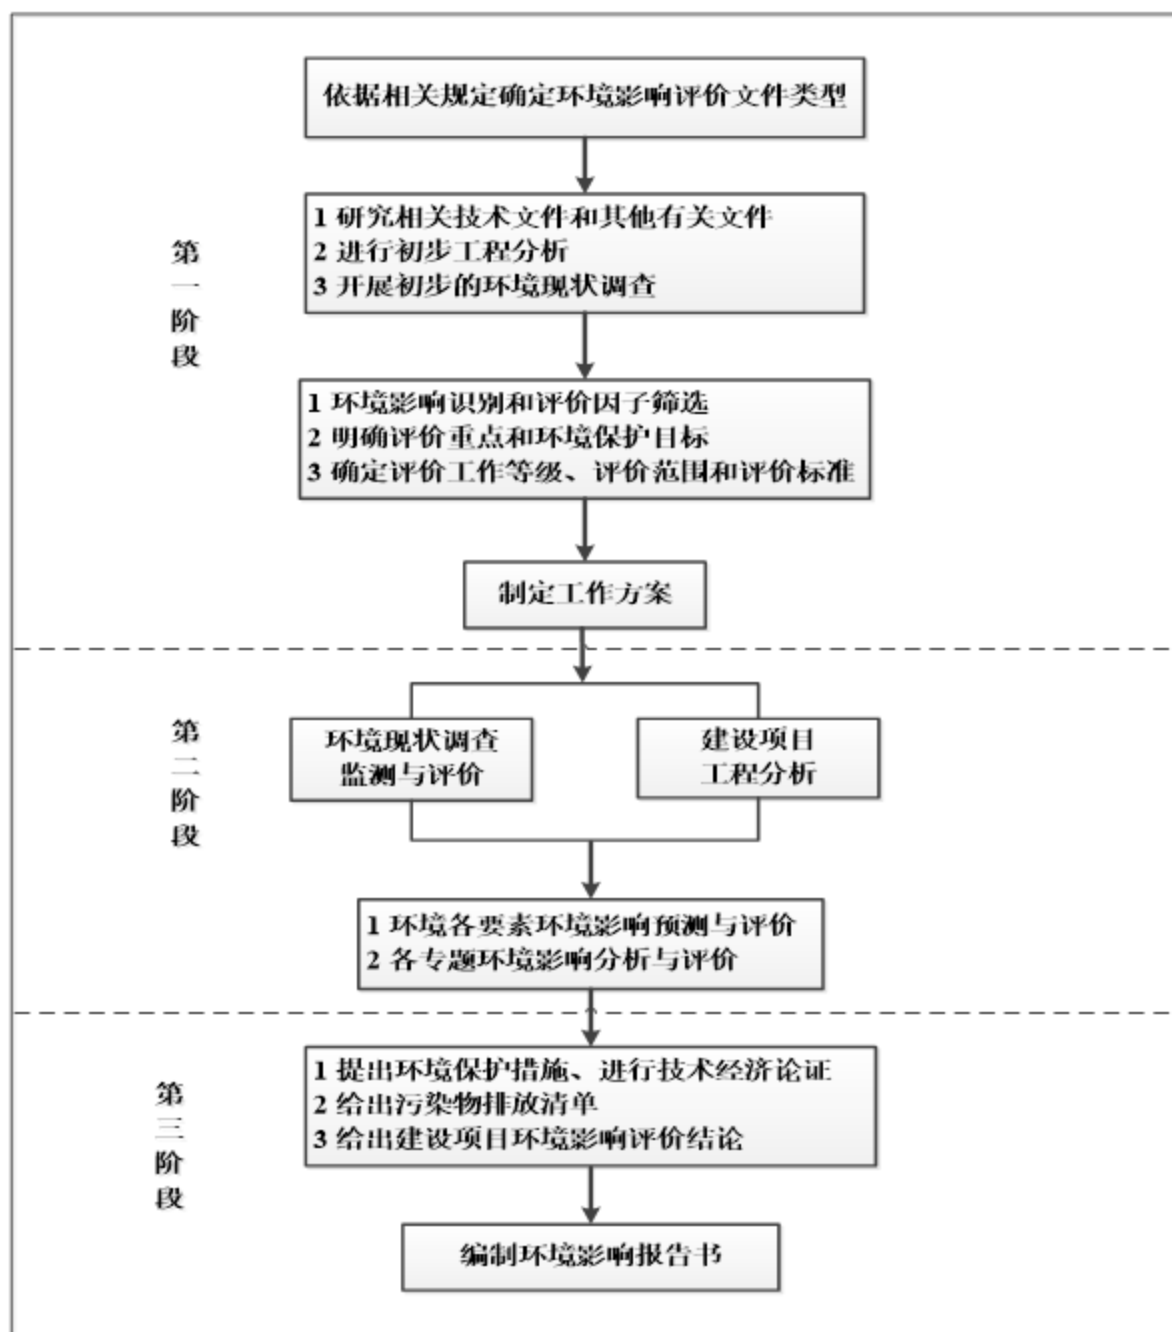 依据相关规定确定环境影响评价文件类型
1 研究相关技术文件和其他有关文件
2 进行初步工程分析
3 开展初步的环境现状调查
第一阶段
1 环境影响识别和评价因子筛选
2 明确评价重点和环境保护目标
3 确定评价工作等级、评价范围和评价标准
制定工作方案
第二阶段
环境现状调查
监测与评价
建设项目
工程分析
1 环境各要素环境影响预测与评价
2 各专题环境影响分析与评价
第三阶段
1 提出环境保护措施、进行技术经济论证
2 给出污染物排放清单
3 给出建设项目环境影响评价结论
编制环境影响报告书